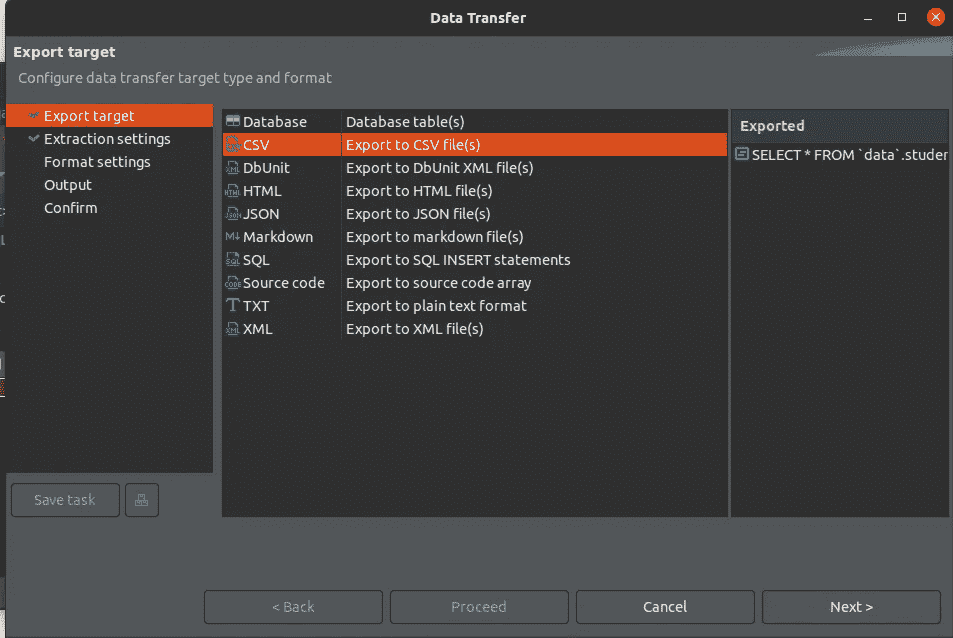 Data Transfer
Export target
Configure data transfer target type and format
Export target
Extraction settings
Format settings
Output
Confirm
Database Database table(s)
CSV Export to CSV file(s)
DbUnit Export to DbUnit XML file(s)
HTML Export to HTML file(s)
JSON Export to JSON file(s)
Markdown Export to markdown file(s)
SQL Export to SQL INSERT statements
Source code Export to source code array
TXT Export to plain text format
XML Export to XML file(s)
Exported
SELECT * FROM `data`.studer
Save task
< Back
Proceed
Cancel
Next >